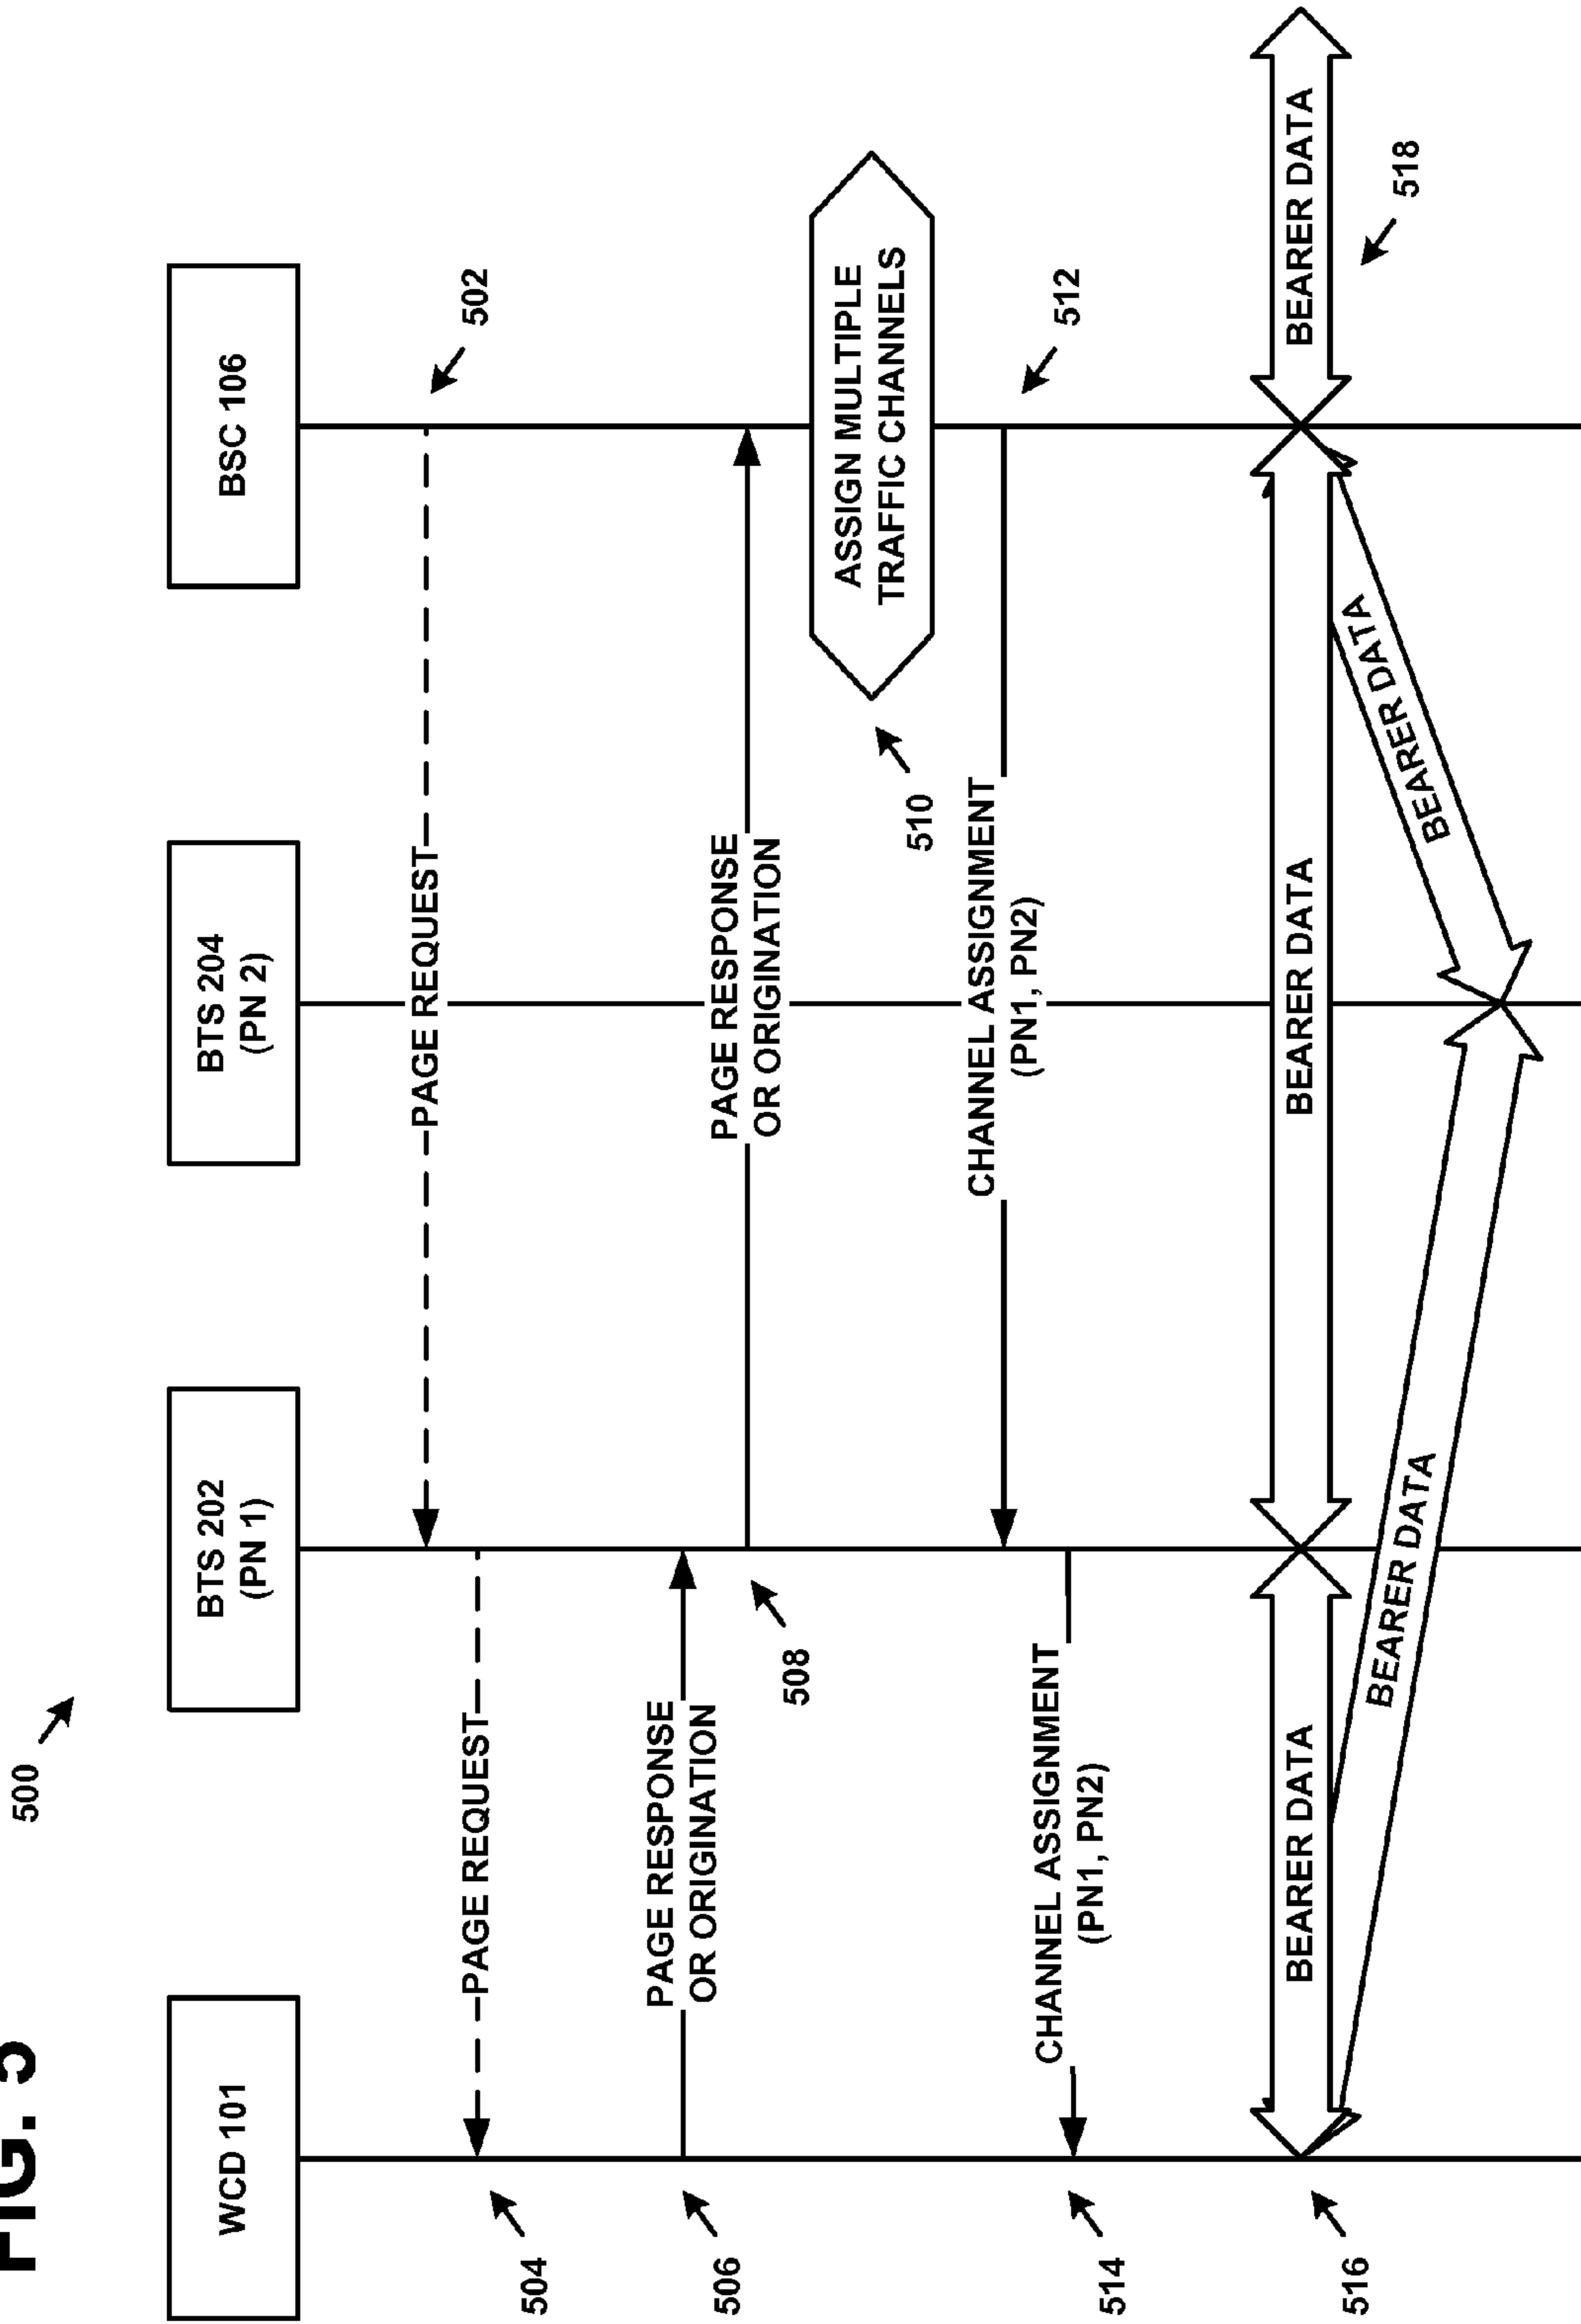 FIG. 5
500
WCD 101
BTS 202
(PN 1)
BTS 204
(PN 2)
BSC 106
PAGE REQUEST
502
PAGE REQUEST
504
PAGE RESPONSE
OR ORIGINATION
506
PAGE RESPONSE
OR ORIGINATION
508
ASSIGN MULTIPLE
TRAFFIC CHANNELS
510
CHANNEL ASSIGNMENT
(PN1, PN2)
512
CHANNEL ASSIGNMENT
(PN1, PN2)
514
BEARER DATA
BEARER DATA
BEARER DATA
516
BEARER DATA
BEARER DATA
518